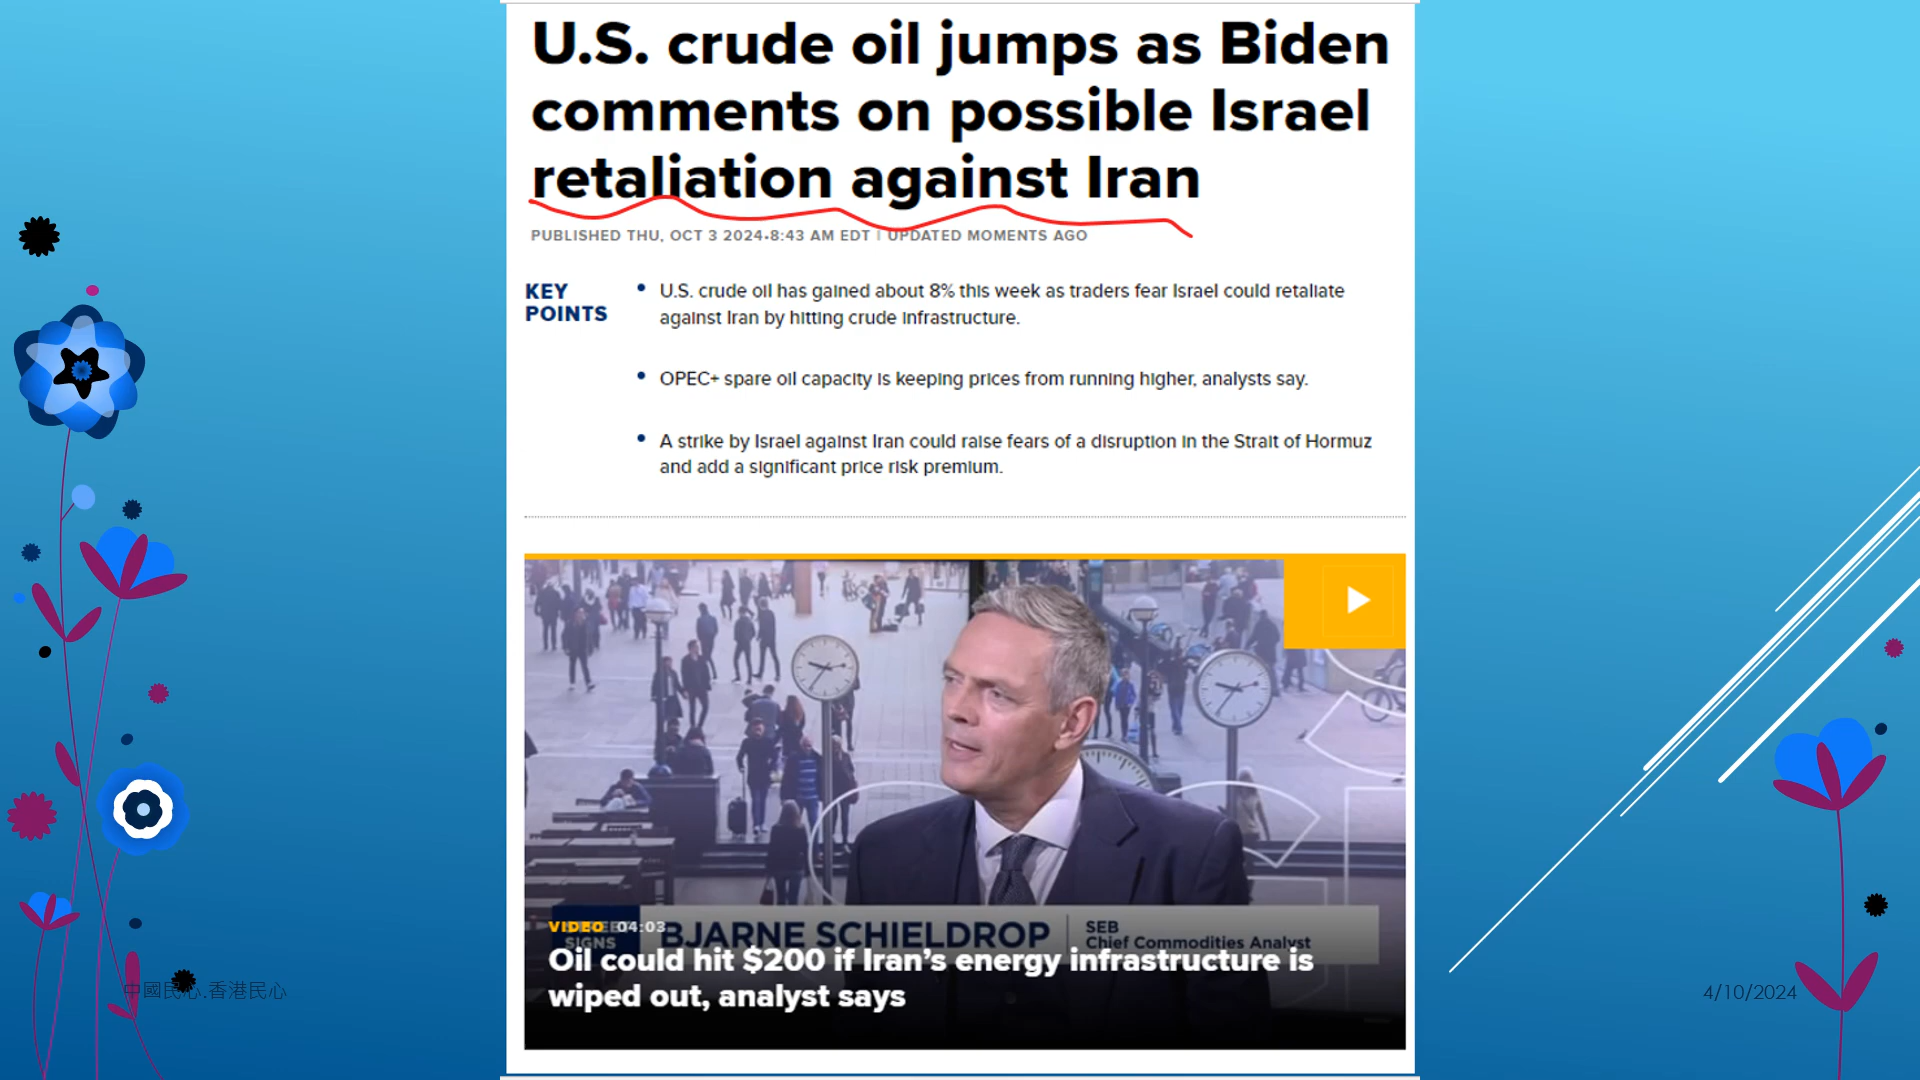 U.S. crude oil jumps as Biden
comments on possible Israel
retaliation against Iran
PUBLISHED THU, OCT 3 2024•8:43 AM EDT | UPDATED MOMENTS AGO
KEY
POINTS
• U.S. crude oil has gained about 8% this week as traders fear Israel could retaliate
against Iran by hitting crude infrastructure.
• OPEC+ spare oil capacity is keeping prices from running higher, analysts say.
• A strike by Israel against Iran could raise fears of a disruption in the Strait of Hormuz
and add a significant price risk premium.
VIDEO 04:03
SIGNS
BJARNE SCHIELDROP
SEB
Chief Commodities Analyst
Oil could hit $200 if Iran's energy infrastructure is
wiped out, analyst says
中國民心.香港民心
4/10/2024